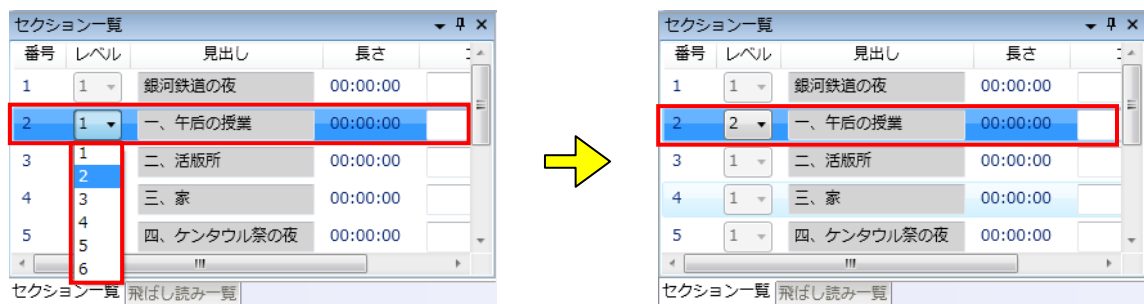 セクション一覧
番号 レベル 見出し 長さ
1 1 銀河鉄道の夜 00:00:00
2 1 一、午后の授業 00:00:00
3 二、活版所 00:00:00
4 三、家 00:00:00
5 四、ケンタウル祭の夜 00:00:00
1
2
3
4
5
6
セクション一覧 飛ばし読み一覧
セクション一覧
番号 レベル 見出し 長さ
1 1 銀河鉄道の夜 00:00:00
2 2 一、午后の授業 00:00:00
3 1 二、活版所 00:00:00
4 1 三、家 00:00:00
5 1 四、ケンタウル祭の夜 00:00:00
セクション一覧 飛ばし読み一覧